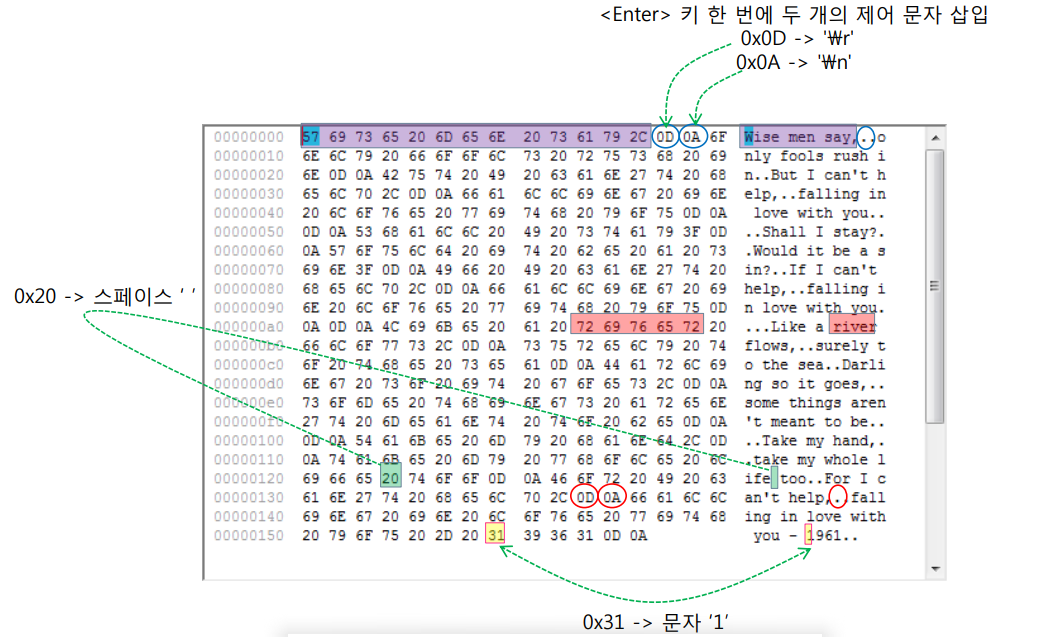 <Enter> 키 한 번에 두 개의 제어 문자 삽입
0x0D -> '₩r'
0x0A -> '₩n'
00000000 57 69 73 65 20 6D 65 6E 20 73 61 79 2C 0D 0A 6F Wise men say,..o
00000010 6E 6C 79 20 66 6F 6F 6C 73 20 72 75 73 68 20 69 nly fools rush i
00000020 6E 0D 0A 42 75 74 20 49 20 63 61 6E 27 74 20 68 n..But I can't h
00000030 65 6C 70 2C 0D 0A 66 61 6C 6C 69 6E 67 20 69 6E elp,..falling in
00000040 20 6C 6F 76 65 20 77 69 74 68 20 79 6F 75 0D 0A love with you..
00000050 0D 0A 53 68 61 6C 6C 20 49 20 73 74 61 79 3F 0D ..Shall I stay?.
00000060 0A 57 6F 75 6C 64 20 69 74 20 62 65 20 61 20 73 .Would it be a s
00000070 69 6E 3F 0D 0A 49 66 20 49 20 63 61 6E 27 74 20 in?..If I can't
00000080 68 65 6C 70 2C 0D 0A 66 61 6C 6C 69 6E 67 20 69 help,..falling i
0x20 -> 스페이스 ' '
00000090 6E 20 6C 6F 76 65 20 77 69 74 68 20 79 6F 75 0D n love with you.
000000a0 0A 0D 0A 4C 69 6B 65 20 61 20 72 69 76 65 72 20 ...Like a river
000000b0 66 6C 6F 77 73 2C 0D 0A 73 75 72 65 6C 79 20 74 flows,..surely t
000000c0 6F 20 74 68 65 20 73 65 61 0D 0A 44 61 72 6C 69 o the sea..Darli
000000d0 6E 67 20 73 6F 20 69 74 20 67 6F 65 73 2C 0D 0A ng so it goes,..
000000e0 73 6F 6D 65 20 74 68 69 6E 67 73 20 61 72 65 6E some things aren
000000f0 27 74 20 6D 65 61 6E 74 20 74 6F 20 62 65 0D 0A 't meant to be..
00000100 0D 0A 54 61 6B 65 20 6D 79 20 68 61 6E 64 2C 0D ..Take my hand,.
00000110 0A 74 61 6B 65 20 6D 79 20 77 68 6F 6C 65 20 6C .take my whole l
00000120 69 66 65 20 74 6F 6F 0D 0A 46 6F 72 20 49 20 63 ife too..For I c
00000130 61 6E 27 74 20 68 65 6C 70 2C 0D 0A 66 61 6C 6C an't help,..fall
00000140 69 6E 67 20 69 6E 20 6C 6F 76 65 20 77 69 74 68 ing in love with
00000150 20 79 6F 75 20 2D 20 31 39 36 31 0D 0A you - 1961..
0x31 -> 문자 '1'